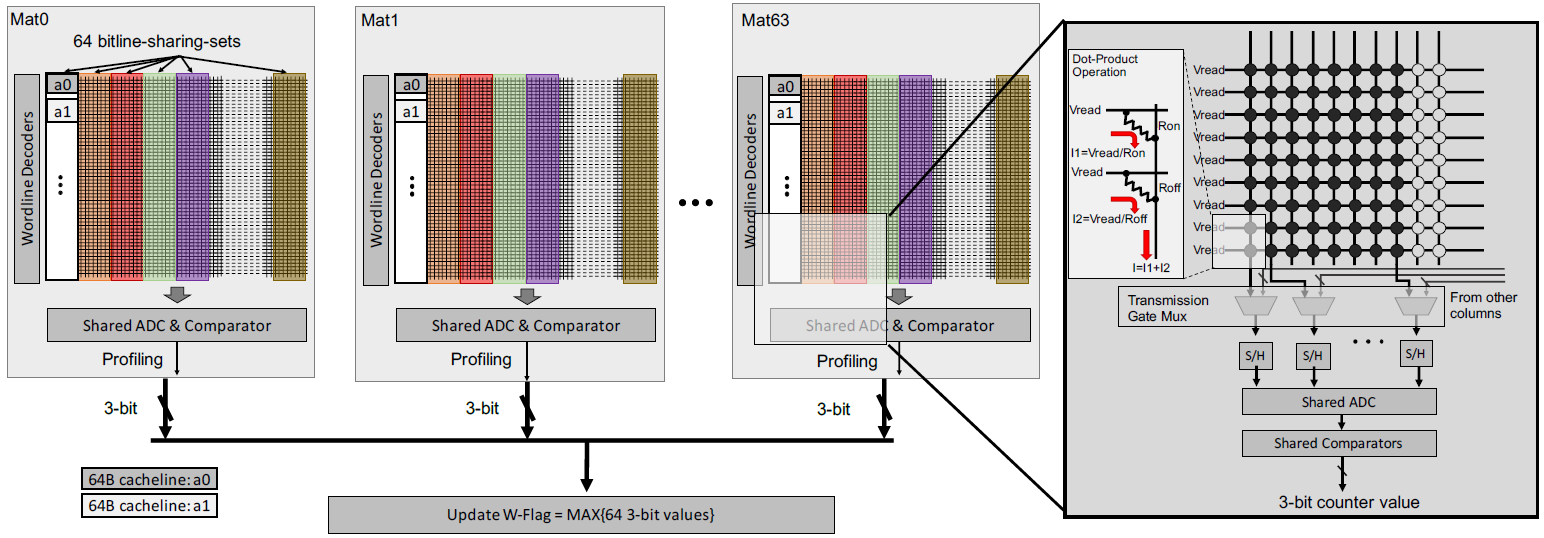 Mat0
64 bitline-sharing-sets
Wordline Decoders
a0
a1
Shared ADC & Comparator
Profiling
3-bit
Mat1
Wordline Decoders
a0
a1
Shared ADC & Comparator
Profiling
3-bit
Mat63
Wordline Decoders
a0
a1
Shared ADC & Comparator
Profiling
3-bit
64B cacheline: a0
64B cacheline: a1
Update W-Flag = MAX{64 3-bit values}
Dot-Product
Operation
Vread
Ron
I1=Vread/Ron
Vread
Roff
I2=Vread/Roff
I=I1+I2
Vread
Vread
Vread
Vread
Vread
Vread
Vread
Vread
Vread
Transmission
Gate Mux
From other
columns
S/H
S/H
S/H
Shared ADC
Shared Comparators
3-bit counter value